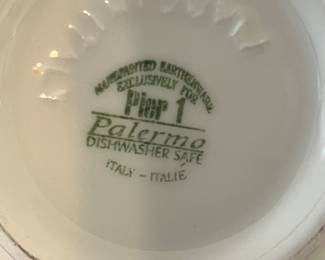 HANDPAINTED EARTHENWARE
EXCLUSIVELY FOR
Pier 1
Palermo
DISHWASHER SAFE
ITALY – ITALIE